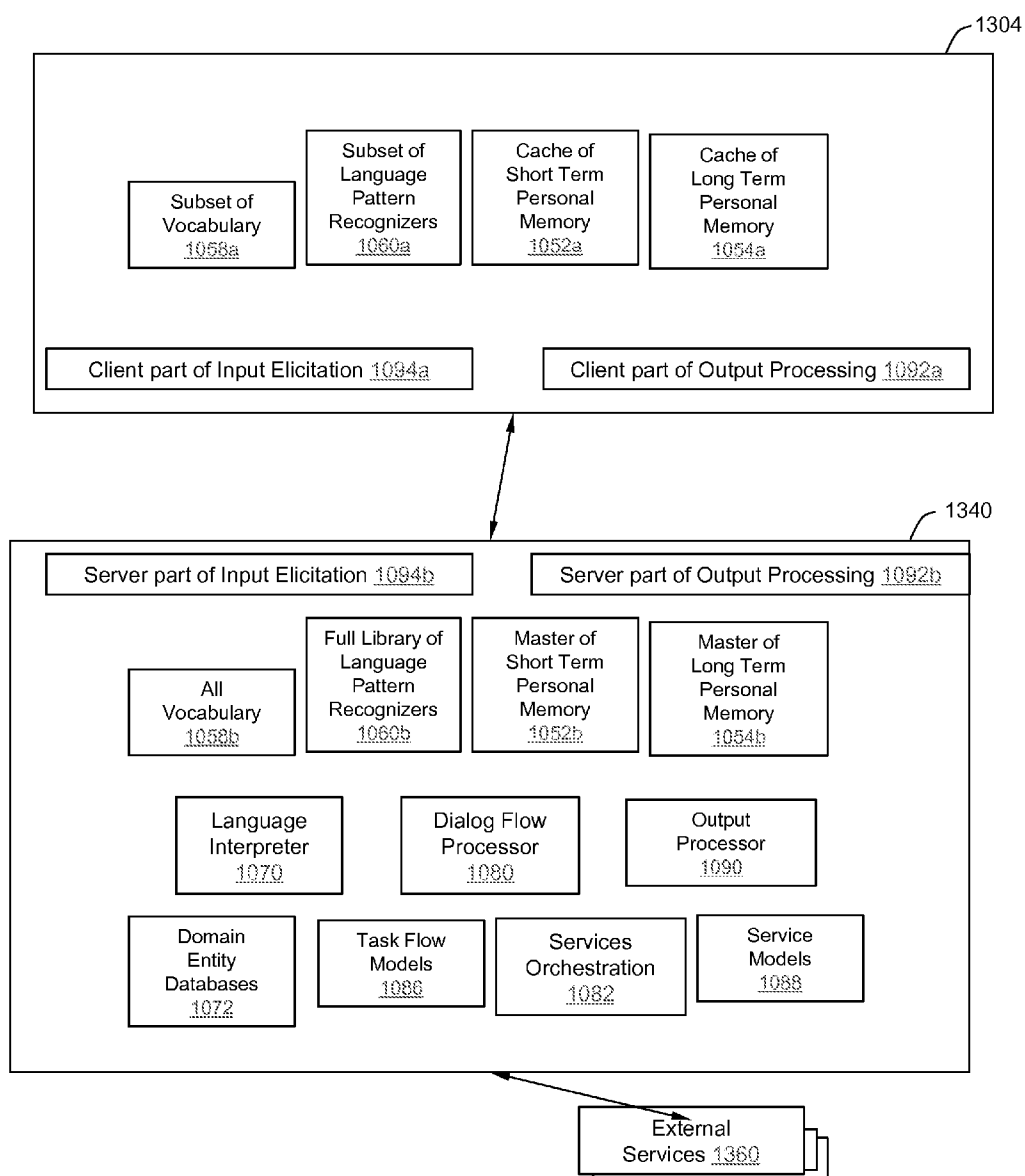 1304
Subset of
Vocabulary
1058a
Subset of
Language
Pattern
Recognizers
1060a
Cache of
Short Term
Personal
Memory
1052a
Cache of
Long Term
Personal
Memory
1054a
Client part of Input Elicitation 1094a
Client part of Output Processing 1092a
1340
Server part of Input Elicitation 1094b
Server part of Output Processing 1092b
All
Vocabulary
1058b
Full Library of
Language
Pattern
Recognizers
1060b
Master of
Short Term
Personal
Memory
1052b
Master of
Long Term
Personal
Memory
1054b
Language
Interpreter
1070
Dialog Flow
Processor
1080
Output
Processor
1090
Domain
Entity
Databases
1072
Task Flow
Models
1086
Services
Orchestration
1082
Service
Models
1088
External
Services 1360